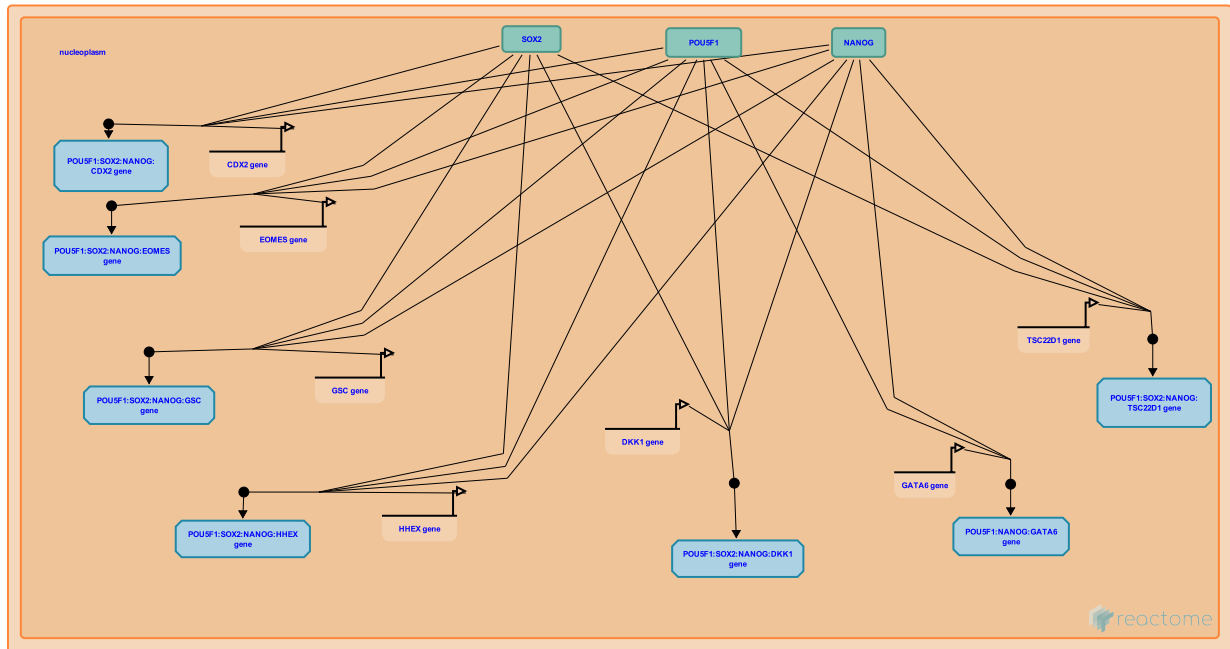 SOX2
POU5F1
NANOG
nucleoplasm
POU5F1:SOX2:NANOG:
CDX2 gene
CDX2 gene
EOMES gene
POU5F1:SOX2:NANOG:EOMES
gene
TSC22D1 gene
GSC gene
POU5F1:SOX2:NANOG:GSC
gene
POU5F1:SOX2:NANOG:
TSC22D1 gene
DKK1 gene
GATA6 gene
HHEX gene
POU5F1:SOX2:NANOG:HHEX
gene
POU5F1:SOX2:NANOG:DKK1
gene
POU5F1:NANOG:GATA6
gene
reactome